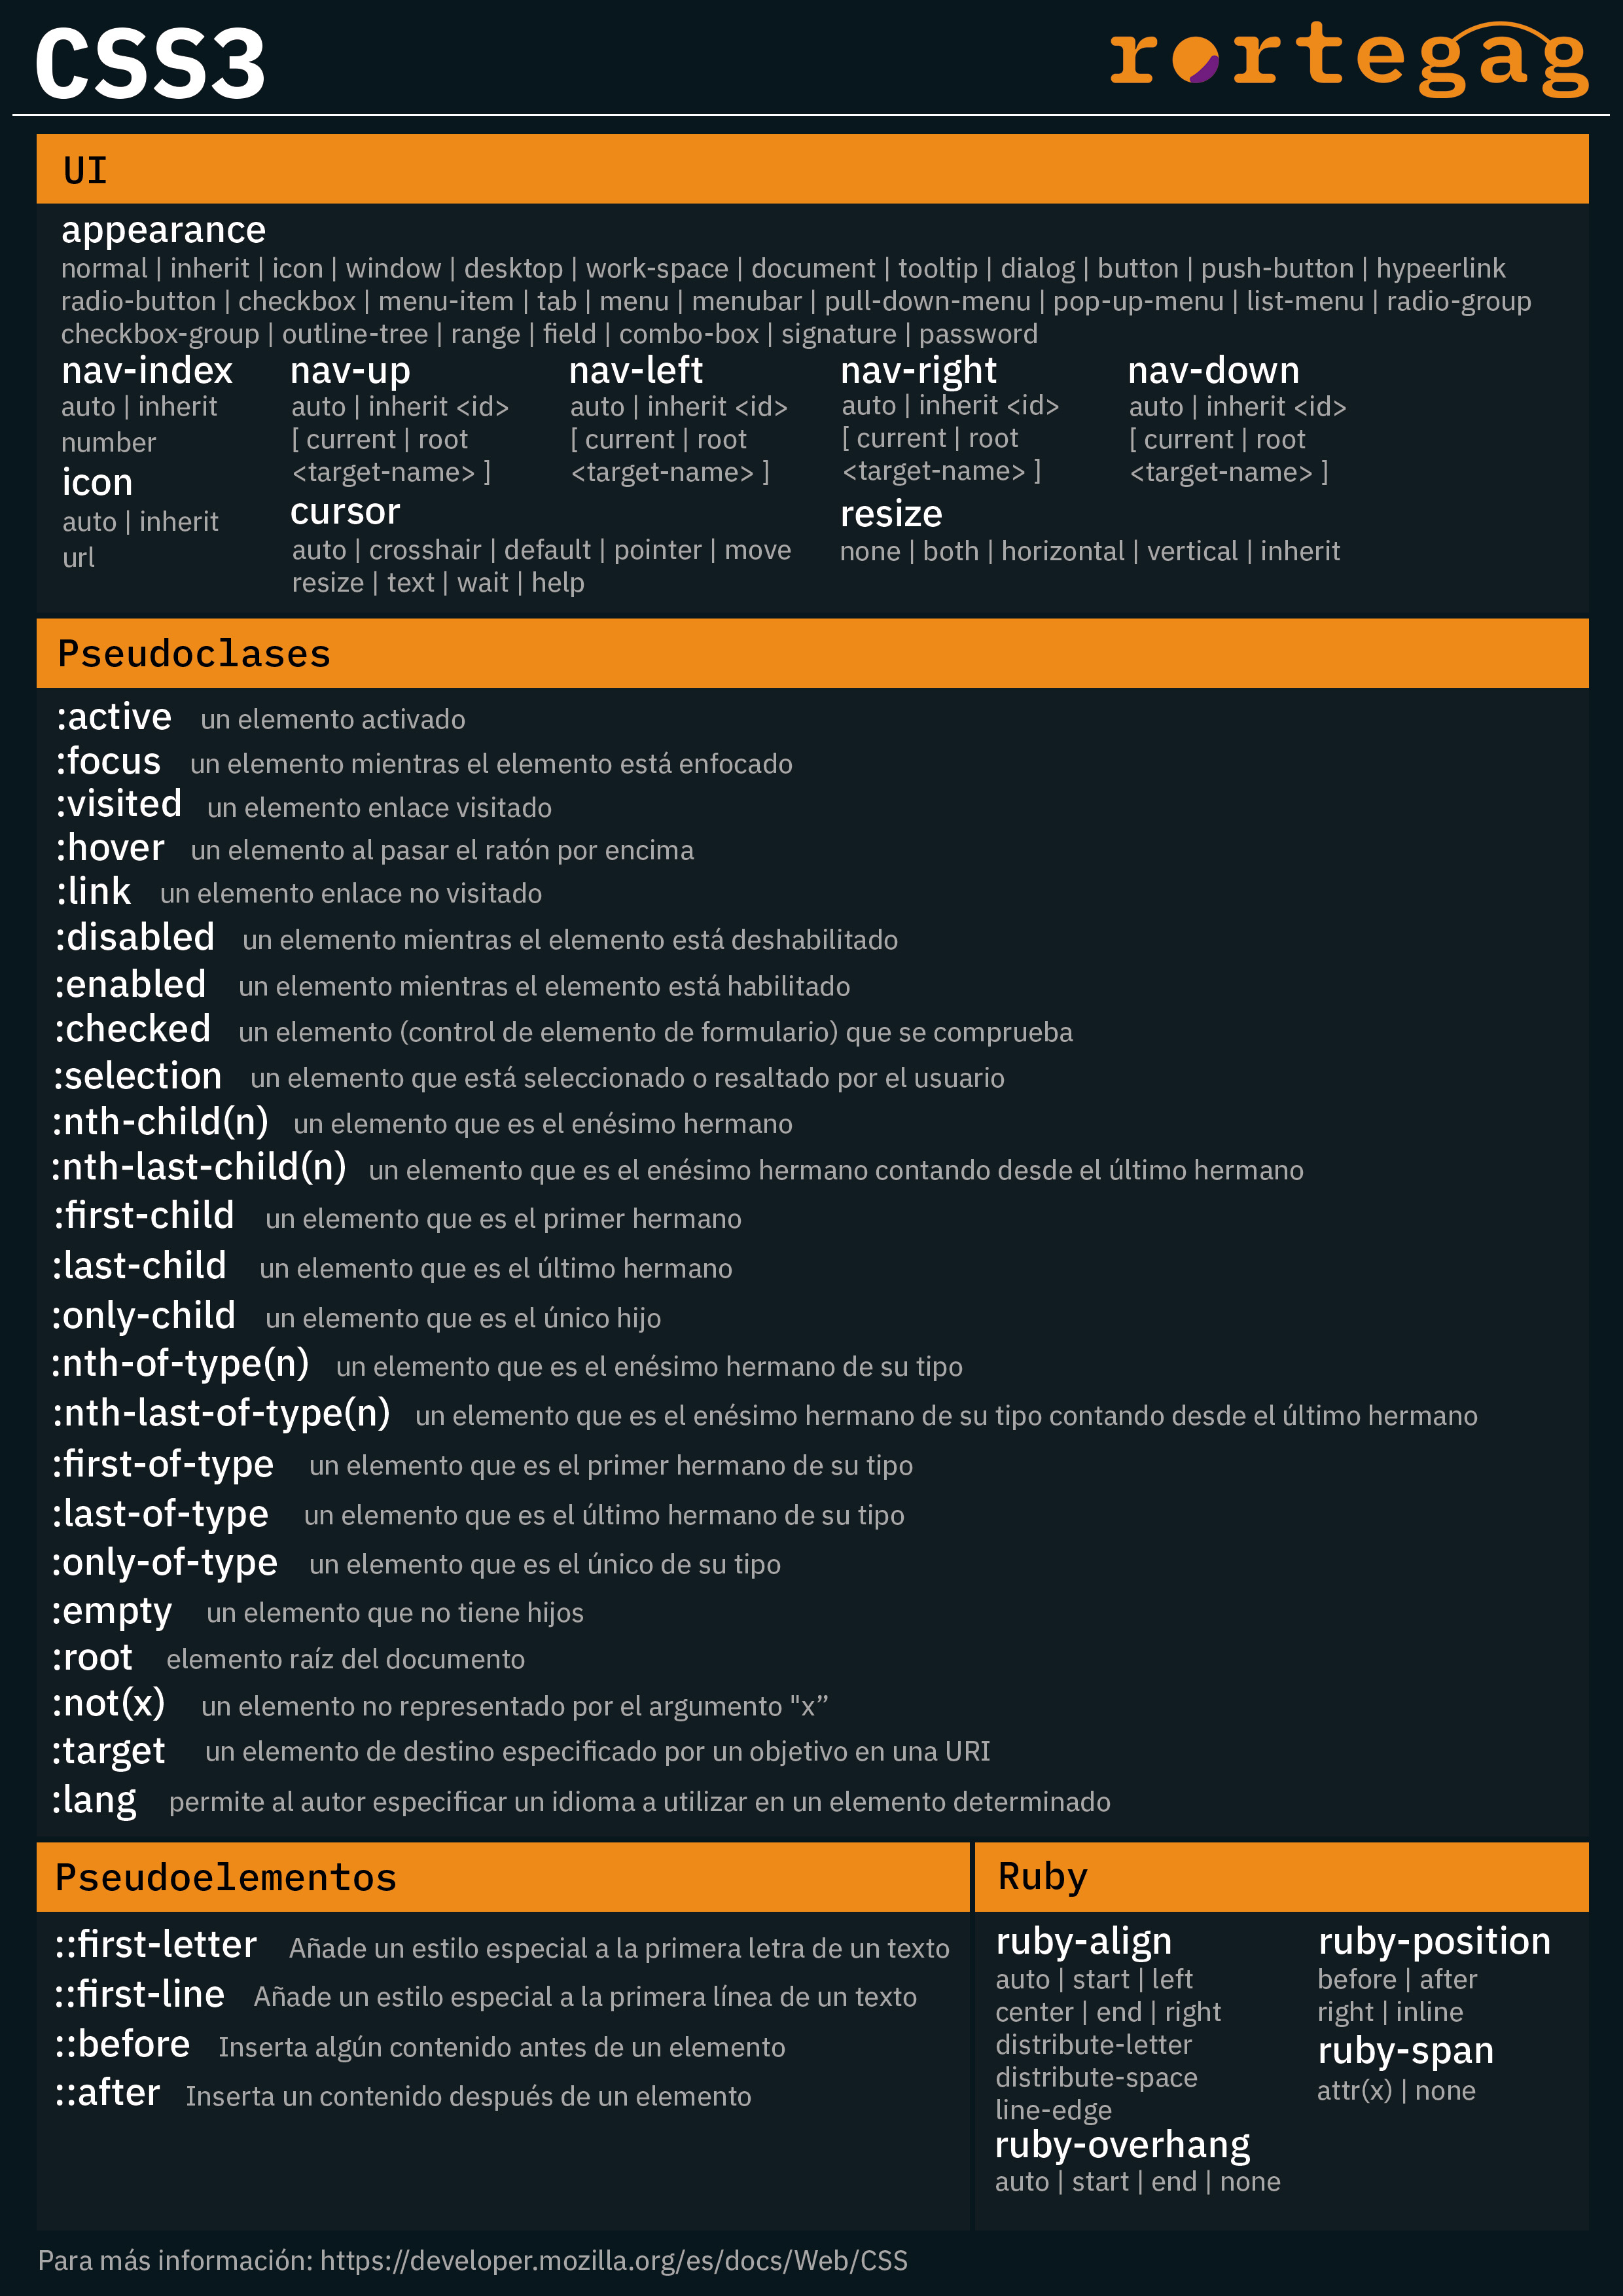 CSS3
rortegag
UI
appearance
normal | inherit | icon | window | desktop | work-space | document | tooltip | dialog | button | push-button | hypeerlink
radio-button | checkbox | menu-item | tab | menu | menubar | pull-down-menu | pop-up-menu | list-menu | radio-group
checkbox-group | outline-tree | range | field | combo-box | signature | password
nav-index
auto | inherit
number
icon
auto | inherit
url
nav-up
auto | inherit <id>
[ current | root
<target-name> ]
nav-left
auto | inherit <id>
[ current | root
<target-name> ]
nav-right
auto | inherit <id>
[ current | root
<target-name> ]
nav-down
auto | inherit <id>
[ current | root
<target-name> ]
cursor
auto | crosshair | default | pointer | move
resize | text | wait | help
resize
none | both | horizontal | vertical | inherit
Pseudoclases
:active un elemento activado
:focus un elemento mientras el elemento está enfocado
:visited un elemento enlace visitado
:hover un elemento al pasar el ratón por encima
:link un elemento enlace no visitado
:disabled un elemento mientras el elemento está deshabilitado
:enabled un elemento mientras el elemento está habilitado
:checked un elemento (control de elemento de formulario) que se comprueba
:selection un elemento que está seleccionado o resaltado por el usuario
:nth-child(n) un elemento que es el enésimo hermano
:nth-last-child(n) un elemento que es el enésimo hermano contando desde el último hermano
:first-child un elemento que es el primer hermano
:last-child un elemento que es el último hermano
:only-child un elemento que es el único hijo
:nth-of-type(n) un elemento que es el enésimo hermano de su tipo
:nth-last-of-type(n) un elemento que es el enésimo hermano de su tipo contando desde el último hermano
:first-of-type un elemento que es el primer hermano de su tipo
:last-of-type un elemento que es el último hermano de su tipo
:only-of-type un elemento que es el único de su tipo
:empty un elemento que no tiene hijos
:root elemento raíz del documento
:not(x) un elemento no representado por el argumento "x”
:target un elemento de destino especificado por un objetivo en una URI
:lang permite al autor especificar un idioma a utilizar en un elemento determinado
Pseudoelementos
::first-letter Añade un estilo especial a la primera letra de un texto
::first-line Añade un estilo especial a la primera línea de un texto
::before Inserta algún contenido antes de un elemento
::after Inserta un contenido después de un elemento
Ruby
ruby-align
auto | start | left
center | end | right
distribute-letter
distribute-space
line-edge
ruby-overhang
auto | start | end | none
ruby-position
before | after
right | inline
ruby-span
attr(x) | none
Para más información: https://developer.mozilla.org/es/docs/Web/CSS